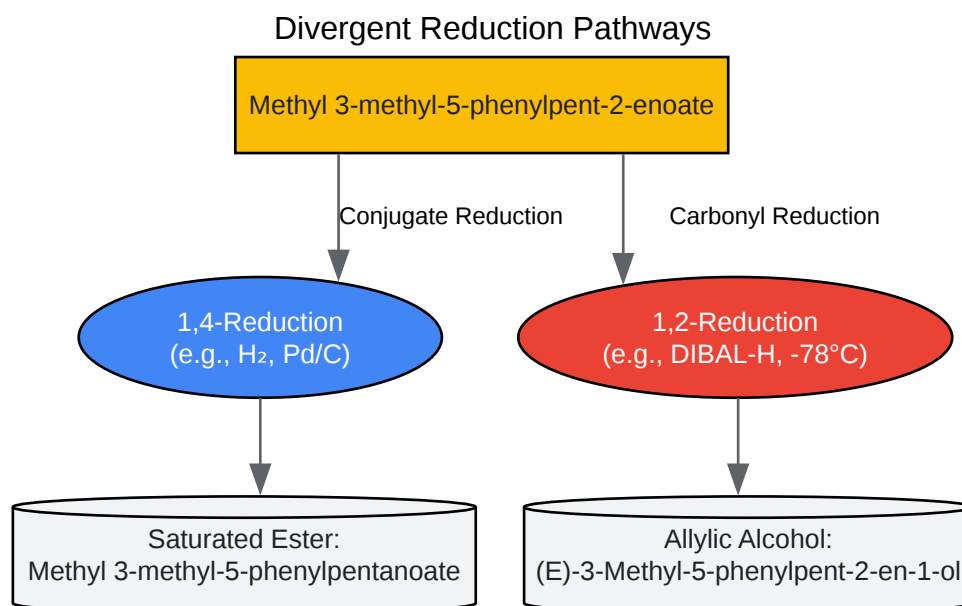 Divergent Reduction Pathways
Methyl 3-methyl-5-phenylpent-2-enoate
Conjugate Reduction
Carbonyl Reduction
1,4-Reduction
(e.g., H₂, Pd/C)
1,2-Reduction
(e.g., DIBAL-H, -78°C)
Saturated Ester:
Methyl 3-methyl-5-phenylpentanoate
Allylic Alcohol:
(E)-3-Methyl-5-phenylpent-2-en-1-ol